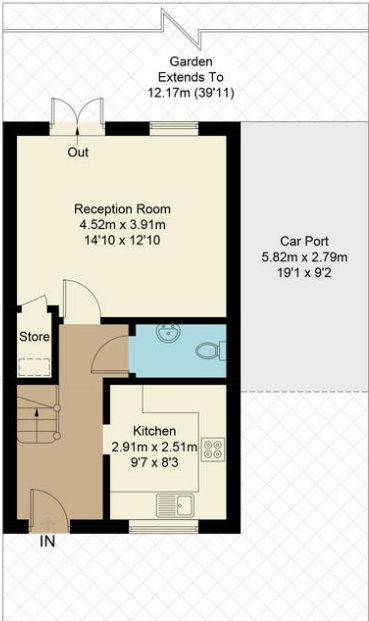 Garden
Extends To
12.17m (39'11)
Out
Reception Room
4.52m x 3.91m
14'10 x 12'10
Car Port
5.82m x 2.79m
19'1 x 9'2
Store
Kitchen
2.91m x 2.51m
9'7 x 8'3
IN